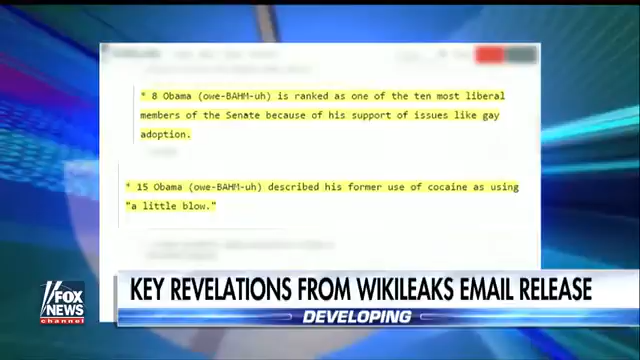 * 8 Obama (owe-BAHM-uh) is ranked as one of the ten most liberal
members of the Senate because of his support of issues like gay
adoption.
* 15 Obama (owe-BAHM-uh) described his former use of cocaine as using
"a little blow."
KEY REVELATIONS FROM WIKILEAKS EMAIL RELEASE
DEVELOPING
FOX
NEWS
channel